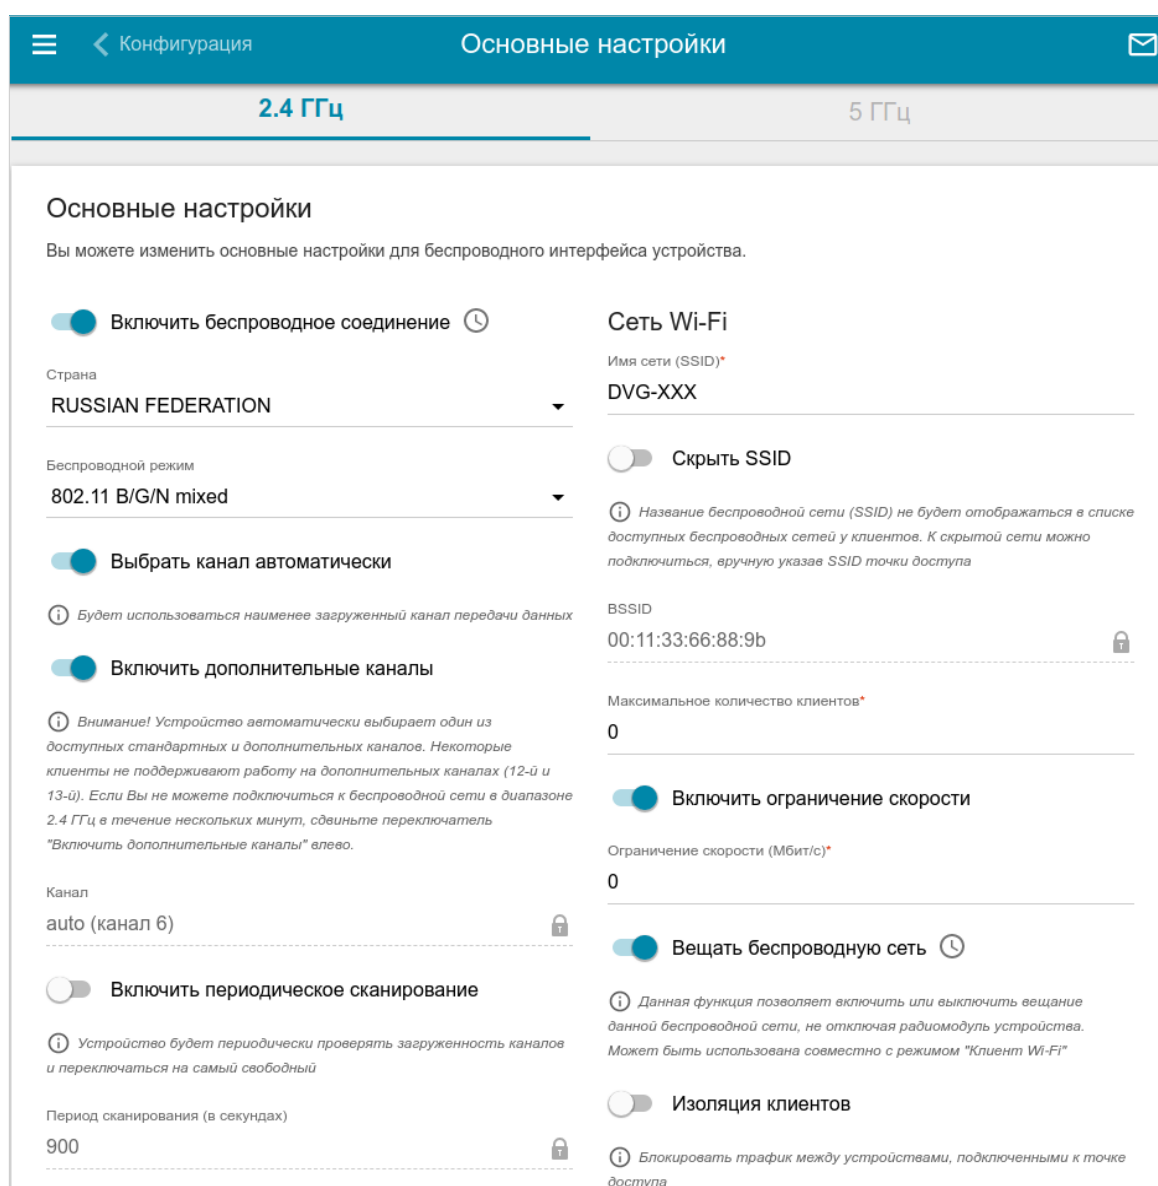 Конфигурация
Основные настройки
2.4 ГГц
5 ГГц
Основные настройки
Вы можете изменить основные настройки для беспроводного интерфейса устройства.
Включить беспроводное соединение
Страна
RUSSIAN FEDERATION
Беспроводной режим
802.11 B/G/N mixed
Выбрать канал автоматически
Будет использоваться наименее загруженный канал передачи данных
Включить дополнительные каналы
Внимание! Устройство автоматически выбирает один из
доступных стандартных и дополнительных каналов. Некоторые
клиенты не поддерживают работу на дополнительных каналах (12-й и
13-й). Если Вы не можете подключиться к беспроводной сети в диапазоне
2.4 ГГц в течение нескольких минут, сдвиньте переключатель
"Включить дополнительные каналы" влево.
Канал
auto (канал 6)
Включить периодическое сканирование
Устройство будет периодически проверять загруженность каналов
и переключаться на самый свободный
Период сканирования (в секундах)
900
Сеть Wi-Fi
Имя сети (SSID)*
DVG-XXX
Скрыть SSID
Название беспроводной сети (SSID) не будет отображаться в списке
доступных беспроводных сетей у клиентов. К скрытой сети можно
подключиться, вручную указав SSID точки доступа
BSSID
00:11:33:66:88:9b
Максимальное количество клиентов*
0
Включить ограничение скорости
Ограничение скорости (Мбит/с)*
0
Вещать беспроводную сеть
Данная функция позволяет включить или выключить вещание
данной беспроводной сети, не отключая радиомодуль устройства.
Может быть использована совместно с режимом "Клиент Wi-Fi"
Изоляция клиентов
Блокировать трафик между устройствами, подключенными к точке
доступа